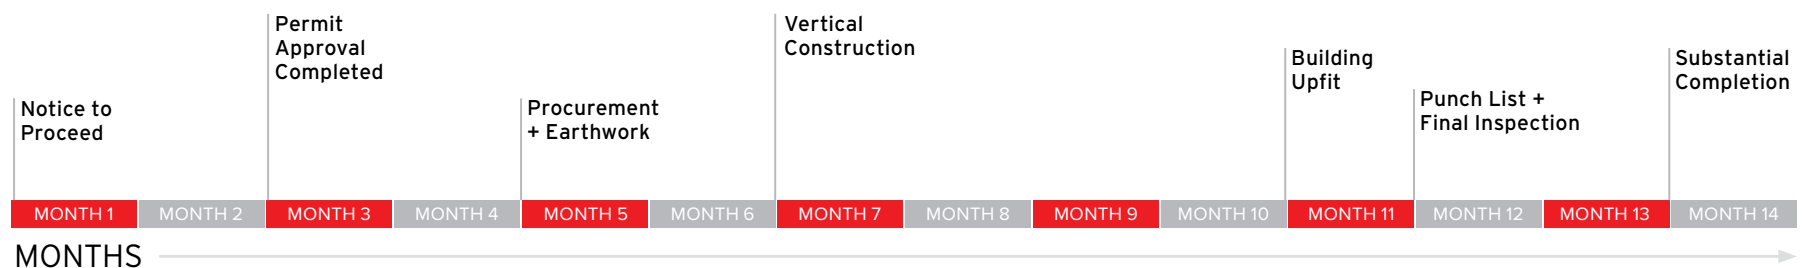 Notice to
Proceed
Permit
Approval
Completed
Procurement
+ Earthwork
Vertical
Construction
Building
Upfit
Punch List +
Final Inspection
Substantial
Completion
MONTH 1 MONTH 2 MONTH 3 MONTH 4 MONTH 5 MONTH 6 MONTH 7 MONTH 8 MONTH 9 MONTH 10 MONTH 11 MONTH 12 MONTH 13 MONTH 14
MONTHS